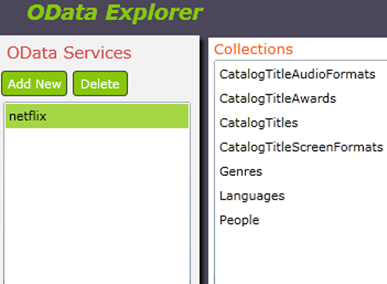 OData Explorer
OData Services
Add New
Delete
netflix
Collections
CatalogTitleAudioFormats
CatalogTitleAwards
CatalogTitles
CatalogTitleScreenFormats
Genres
Languages
People